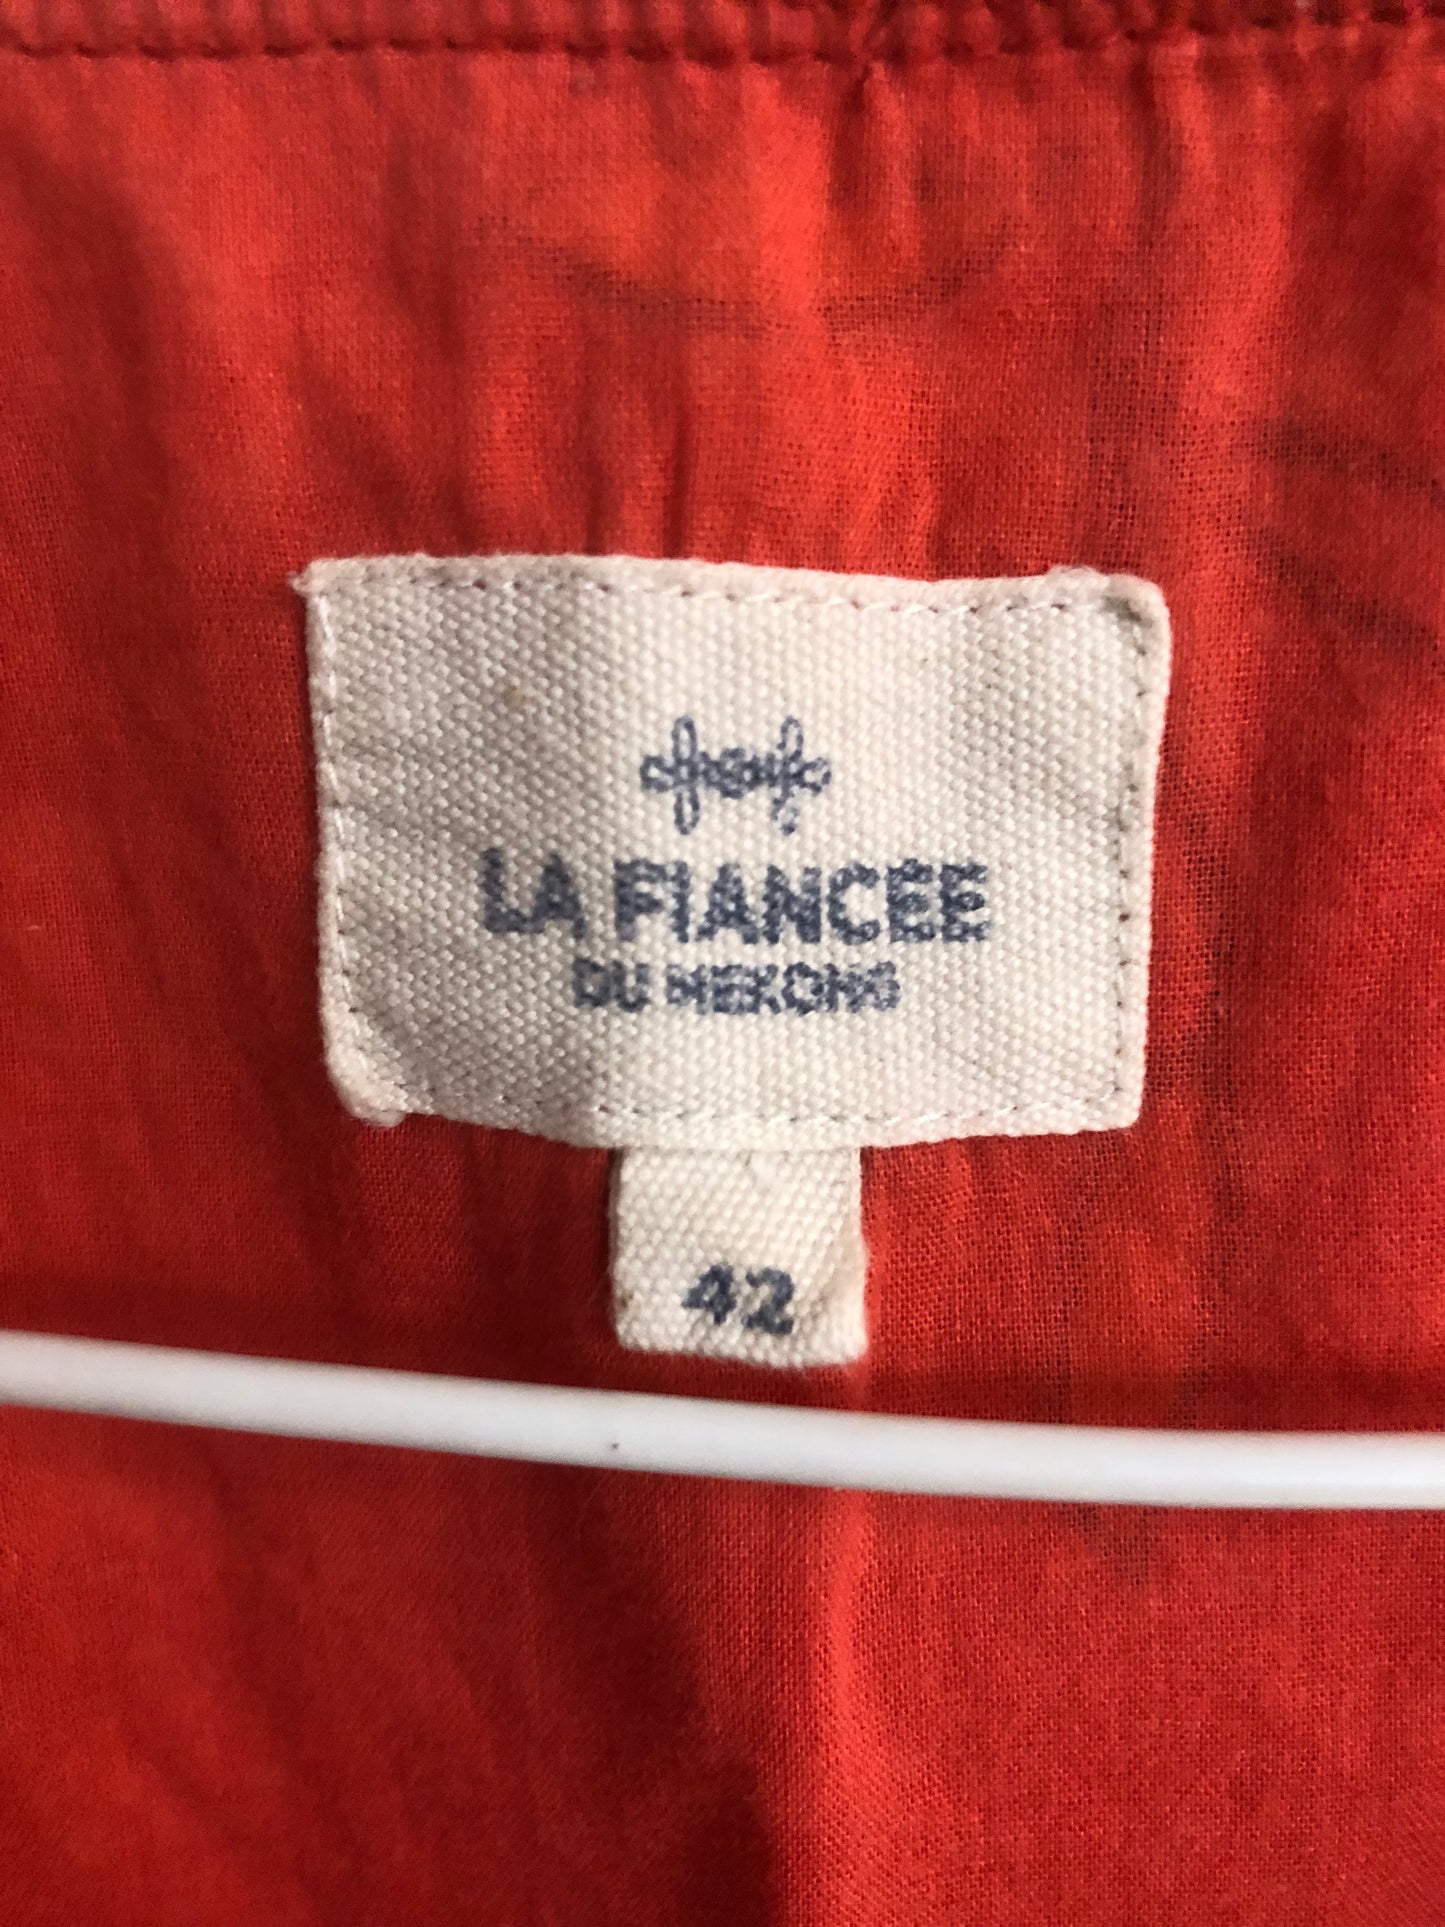 LA FIANCEE
DU MEKONG
42